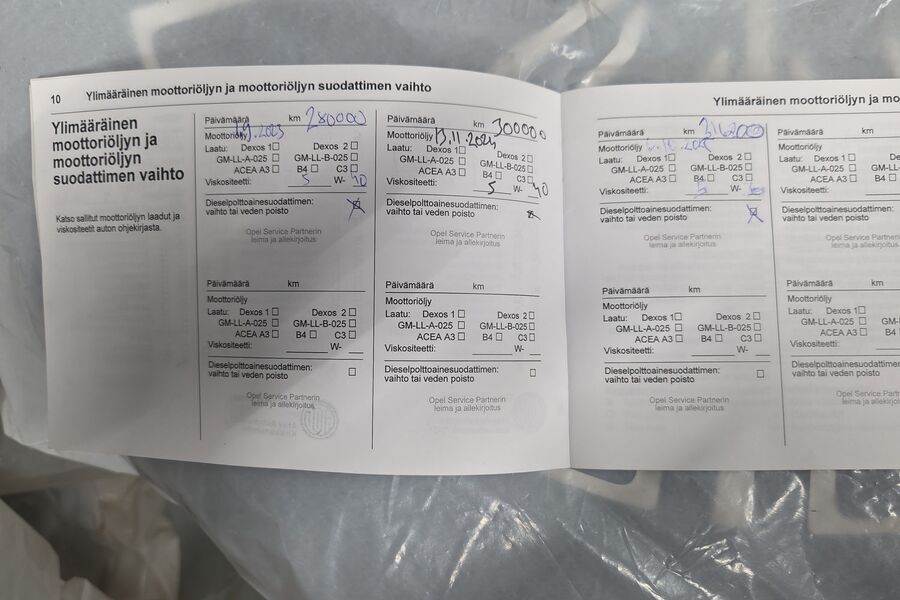 10 Ylimääräinen moottoriöljyn ja moottoriöljyn suodattimen vaihto
Ylimääräinen
moottoriöljyn ja
moottoriöljyn
suodattimen vaihto
Katso sallitut moottoriöljyn laadut ja
viskositeetit auton ohjekirjasta.
Päivämäärä km 280000
Moottoriöljy
Laatu: Dexos 1 Dexos 2
GM-LL-A-025 GM-LL-B-025
ACEA A3 B4 C3
Viskositeetti: 5 W- 40
Dieselpolttoainesuodattimen:
vaihto tai veden poisto
Opel Service Partnerin
leima ja allekirjoitus
Päivämäärä km
Moottoriöljy
Laatu: Dexos 1 Dexos 2
GM-LL-A-025 GM-LL-B-025
ACEA A3 B4 C3
Viskositeetti: W-
Dieselpolttoainesuodattimen:
vaihto tai veden poisto
Opel Service Partnerin
leima ja allekirjoitus
Päivämäärä km 300000
Moottoriöljy 13.11.2024
Laatu: Dexos 1 Dexos 2
GM-LL-A-025 GM-LL-B-025
ACEA A3 B4 C3
Viskositeetti: 5 W- 40
Dieselpolttoainesuodattimen:
vaihto tai veden poisto
Opel Service Partnerin
leima ja allekirjoitus
Päivämäärä km
Moottoriöljy
Laatu: Dexos 1 Dexos 2
GM-LL-A-025 GM-LL-B-025
ACEA A3 B4 C3
Viskositeetti: W-
Dieselpolttoainesuodattimen:
vaihto tai veden poisto
Opel Service Partnerin
leima ja allekirjoitus
Ylimääräinen moottoriöljyn ja mo
Päivämäärä km 316200
Moottoriöljy
Laatu: Dexos 1 Dexos 2
GM-LL-A-025 GM-LL-B-025
ACEA A3 B4 C3
Viskositeetti: 5 W-
Dieselpolttoainesuodattimen:
vaihto tai veden poisto
Opel Service Partnerin
leima ja allekirjoitus
Päivämäärä km
Moottoriöljy
Laatu: Dexos 1 Dexos 2
GM-LL-A-025 GM-LL-B-025
ACEA A3 B4 C3
Viskositeetti: W-
Dieselpolttoainesuodattimen:
vaihto tai veden poisto
Opel Service Partnerin
leima ja allekirjoitus
Päivämäärä km
Moottoriöljy
Laatu: Dexos 1 De
GM-LL-A-025 GM-LL
ACEA A3 B4
Viskositeetti:
Dieselpolttoainesuodattim
vaihto tai veden poisto
Opel Service Partner
leima ja allekirjoitus
Päivämäärä km
Moottoriöljy
Laatu: Dexos 1 D
GM-LL-A-025 GM-L
ACEA A3 B4
Viskositeetti:
Dieselpolttoainesuodatt
vaihto tai veden poisto
Opel Service Partn
leima ja allekirjoit